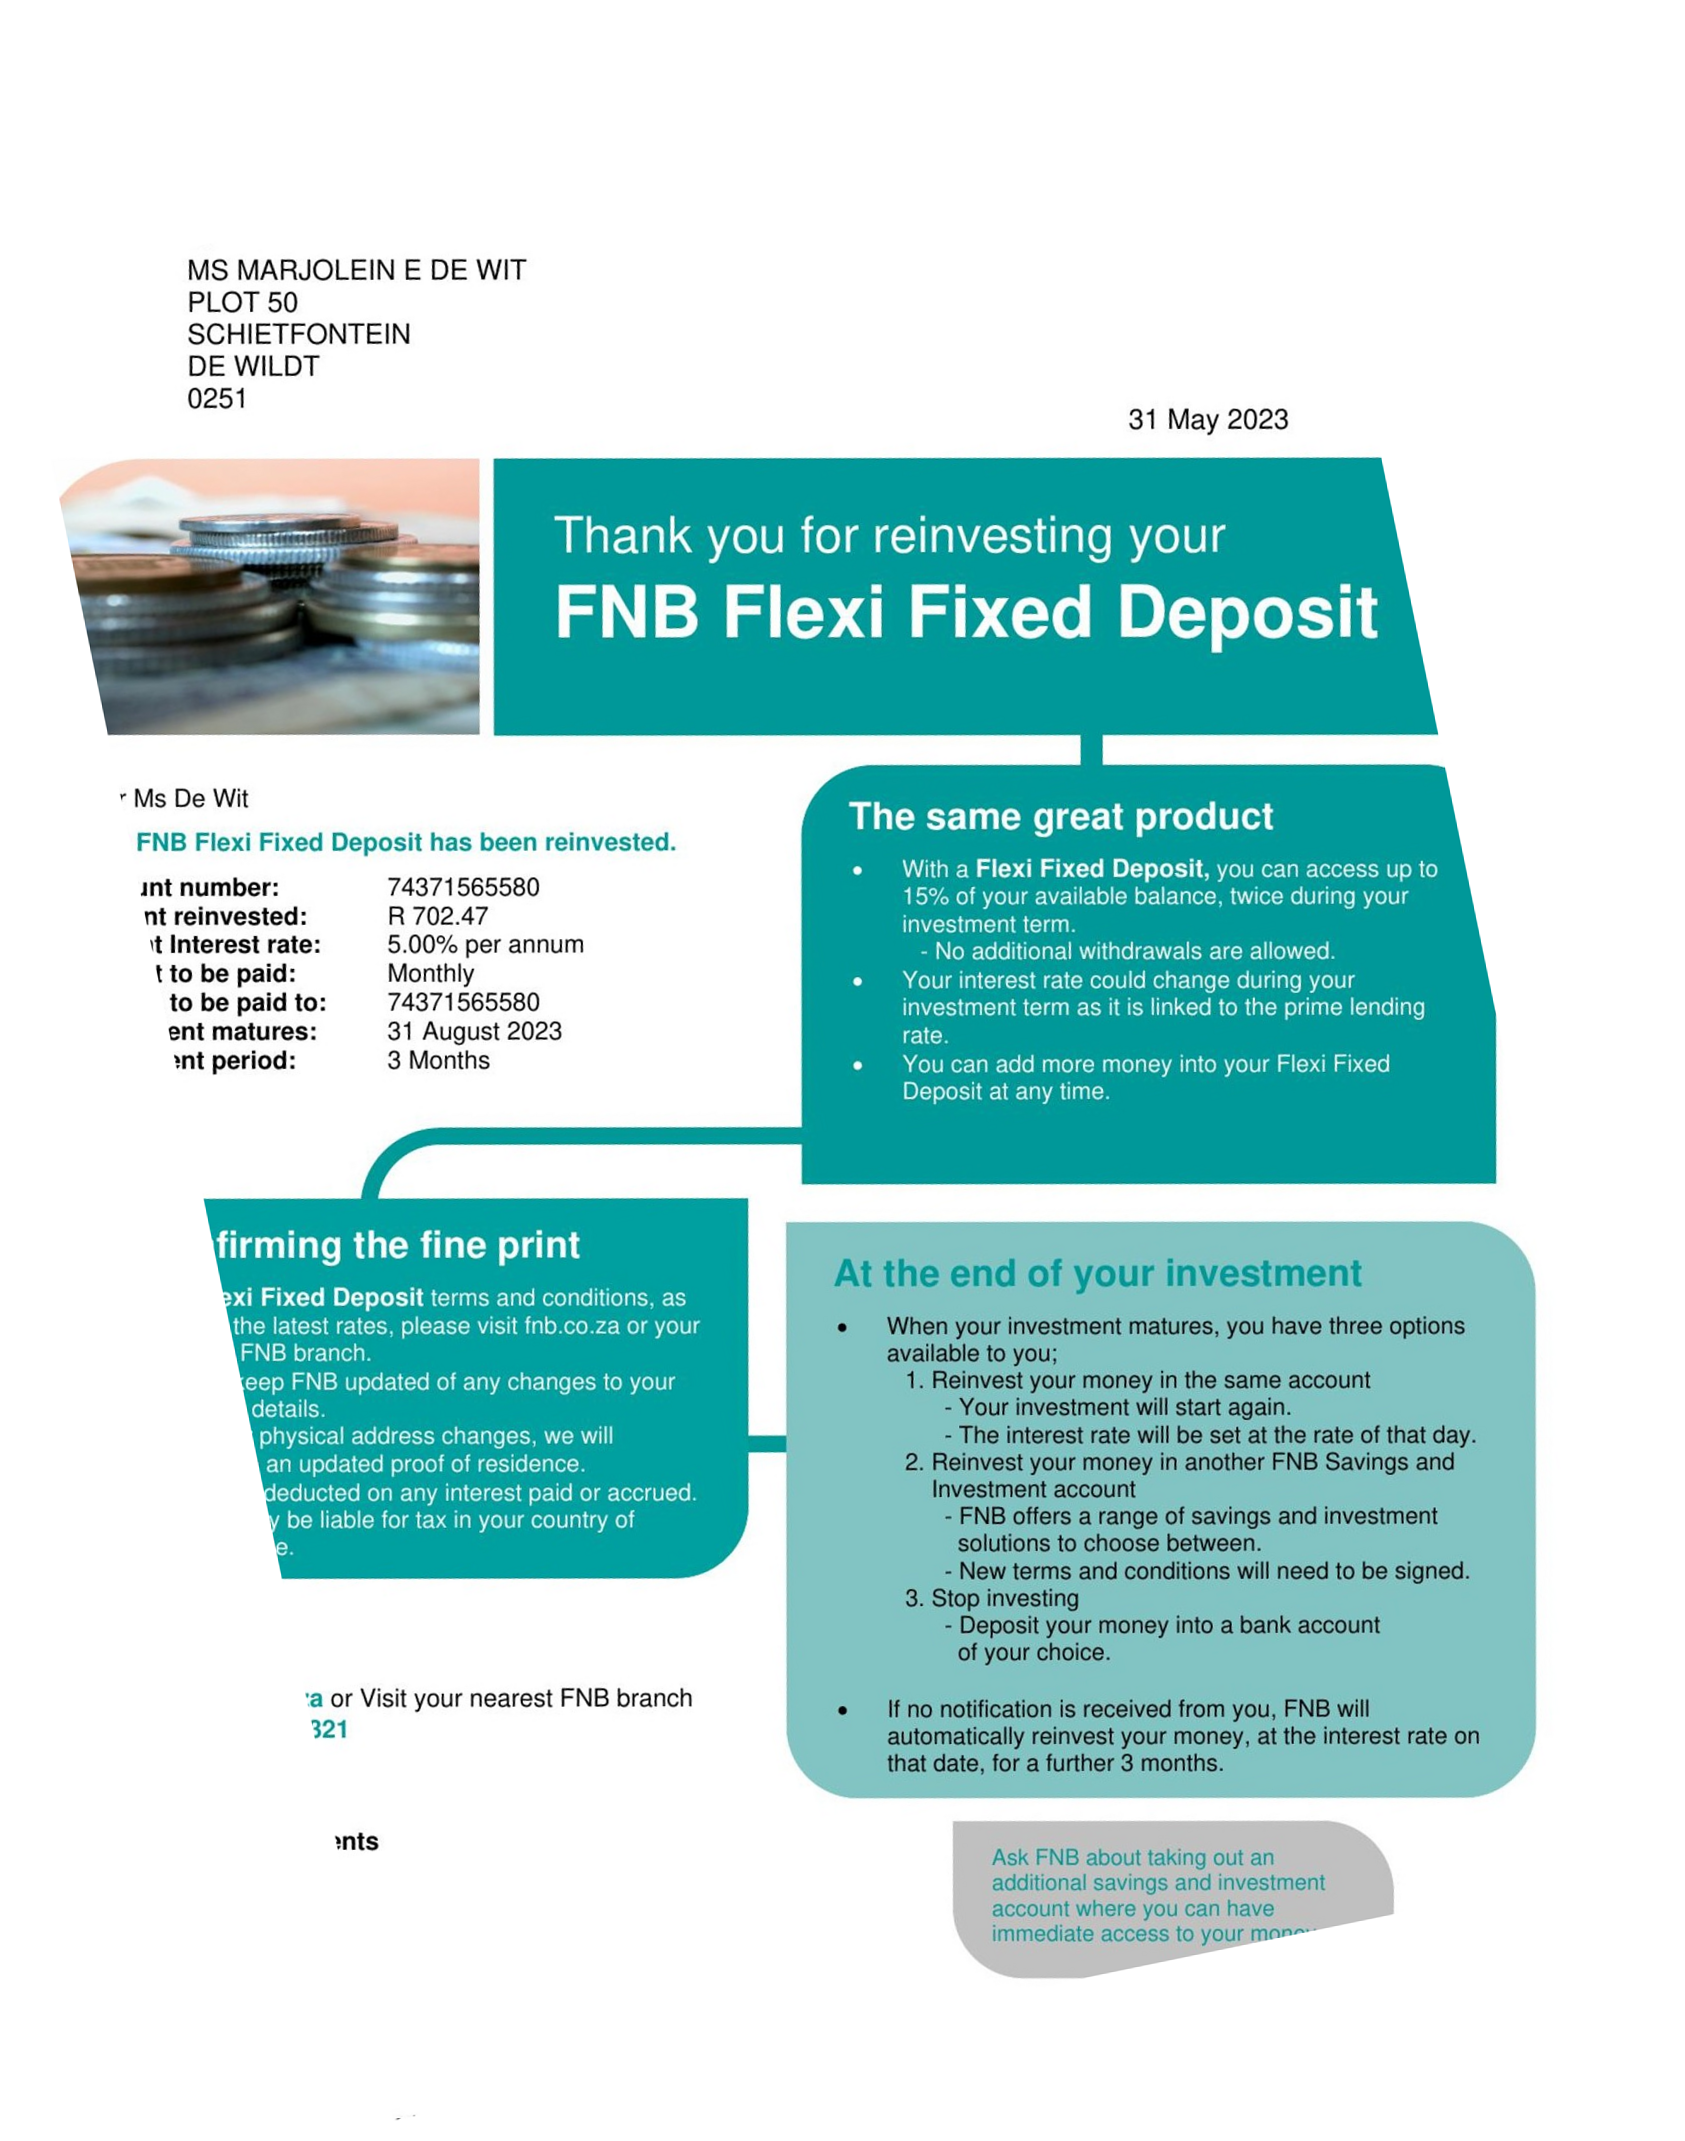 MS MARJOLEIN E DE WIT
PLOT 50
SCHIETFONTEIN
DE WILDT
0251
31 May 2023
Thank you for reinvesting your
FNB Flexi Fixed Deposit
Ms De Wit
FNB Flexi Fixed Deposit has been reinvested.
number: 74371565580
reinvested: R 702.47
Interest rate: 5.00% per annum
to be paid: Monthly
to be paid to: 74371565580
matures: 31 August 2023
period: 3 Months
The same great product
• With a Flexi Fixed Deposit, you can access up to
15% of your available balance, twice during your
investment term.
- No additional withdrawals are allowed.
• Your interest rate could change during your
investment term as it is linked to the prime lending
rate.
• You can add more money into your Flexi Fixed
Deposit at any time.
firming the fine print
exi Fixed Deposit terms and conditions, as
the latest rates, please visit fnb.co.za or your
FNB branch.
keep FNB updated of any changes to your
details.
physical address changes, we will
an updated proof of residence.
deducted on any interest paid or accrued.
be liable for tax in your country of
At the end of your investment
• When your investment matures, you have three options
available to you;
1. Reinvest your money in the same account
- Your investment will start again.
- The interest rate will be set at the rate of that day.
2. Reinvest your money in another FNB Savings and
Investment account
- FNB offers a range of savings and investment
solutions to choose between.
- New terms and conditions will need to be signed.
3. Stop investing
- Deposit your money into a bank account
of your choice.
• If no notification is received from you, FNB will
automatically reinvest your money, at the interest rate on
that date, for a further 3 months.
or Visit your nearest FNB branch
321
ents
Ask FNB about taking out an
additional savings and investment
account where you can have
immediate access to your money